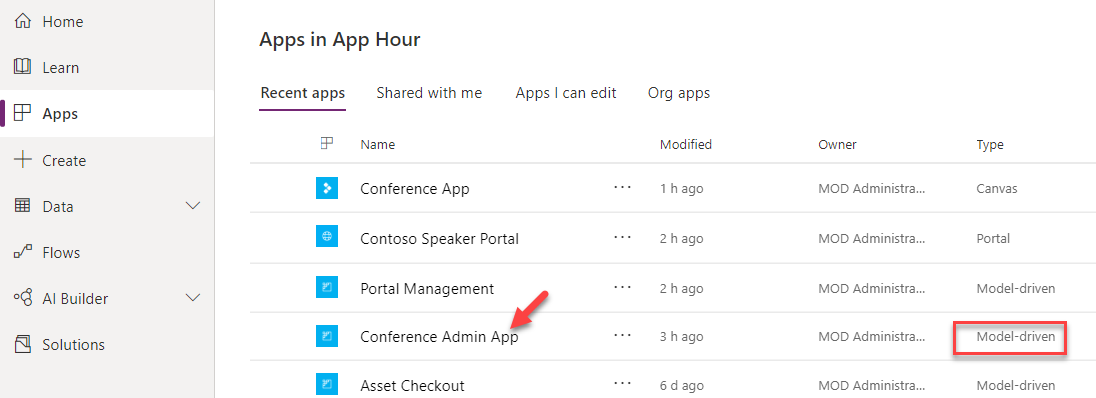 Home
Learn
Apps
Create
Data
Flows
AI Builder
Solutions
Apps in App Hour
Recent apps Shared with me Apps I can edit Org apps
Name Modified Owner Type
Conference App ... 1 h ago MOD Administra... Canvas
Contoso Speaker Portal ... 2 h ago MOD Administra... Portal
Portal Management ... 2 h ago MOD Administra... Model-driven
Conference Admin App ... 3 h ago MOD Administra... Model-driven
Asset Checkout ... 6 d ago MOD Administra... Model-driven